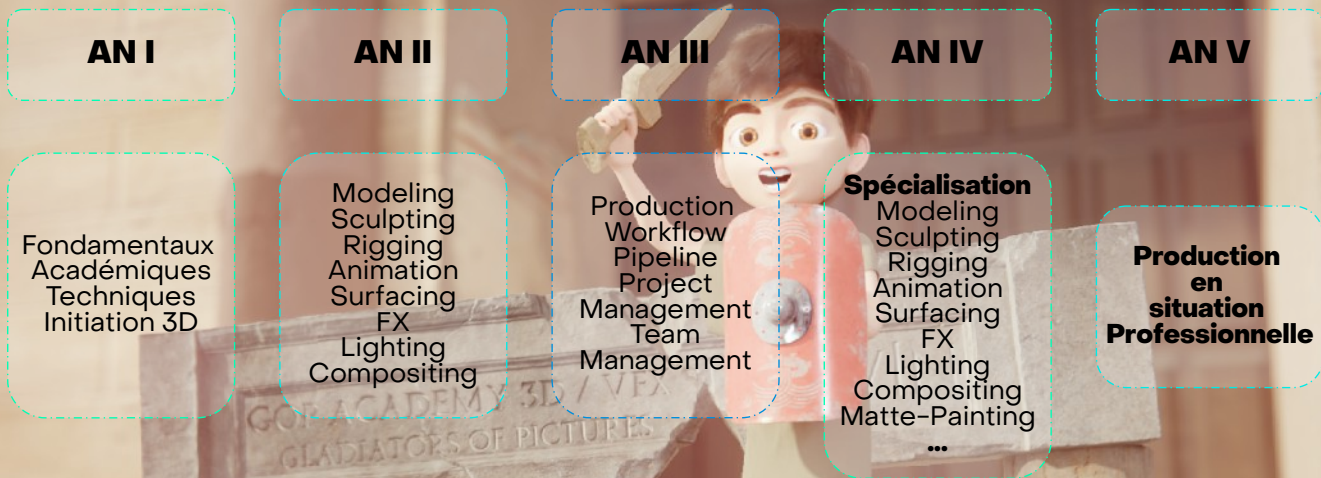 AN I
AN II
AN III
AN IV
AN V
Fondamentaux
Académiques
Techniques
Initiation 3D
Modeling
Sculpting
Rigging
Animation
Surfacing
FX
Lighting
Compositing
Production
Workflow
Pipeline
Project
Management
Team
Management
Spécialisation
Modeling
Sculpting
Rigging
Animation
Surfacing
FX
Lighting
Compositing
Matte-Painting
...
Production
en
situation
Professionnelle
GOP ACADEMY 3D / VFX
GLADIATORS OF PICTURES